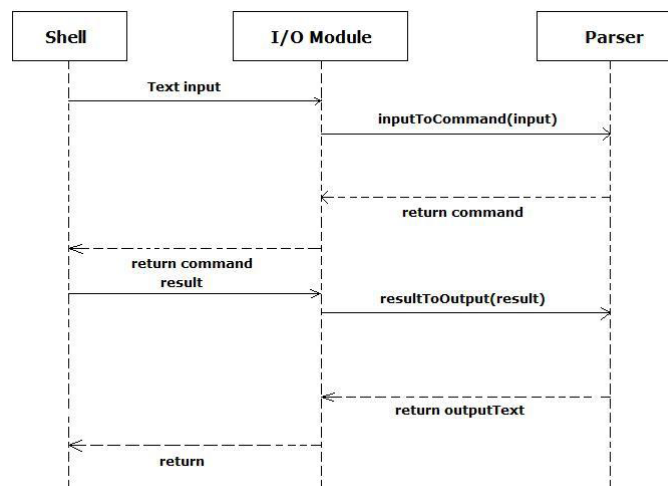 Shell
I/O Module
Parser
Text input
inputToCommand(input)
return command
return command
result
resultToOutput(result)
return outputText
return